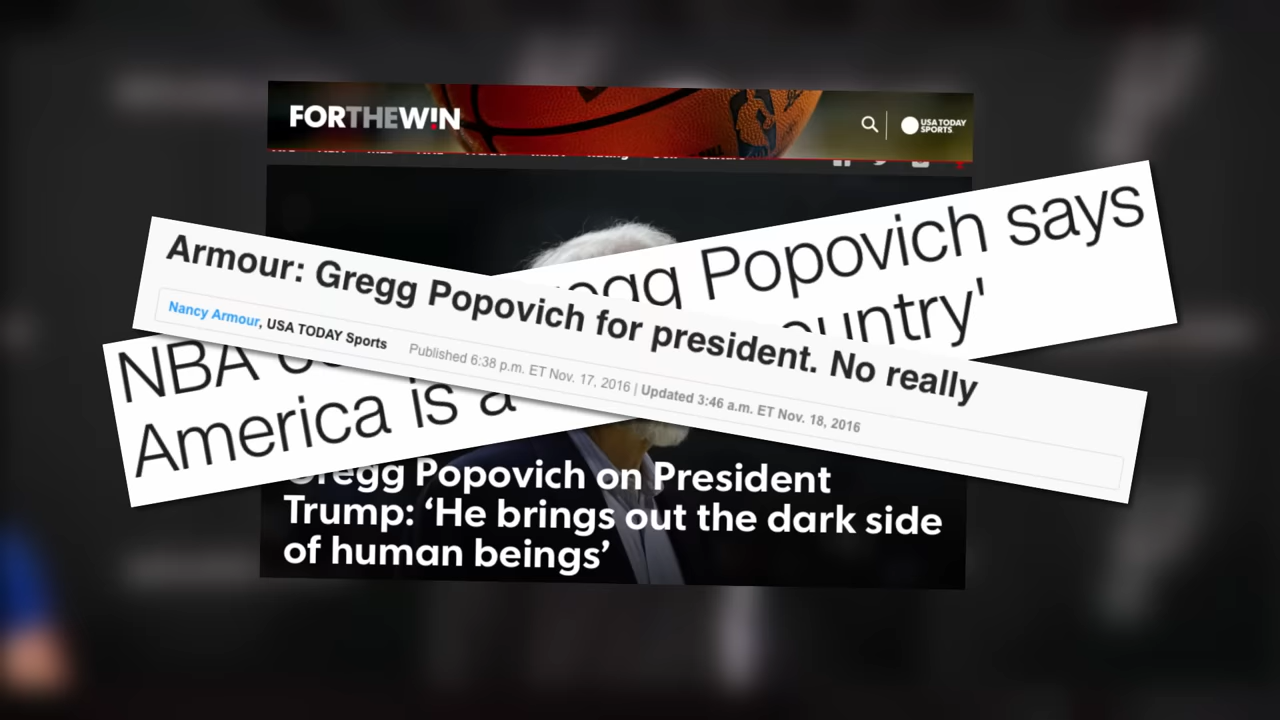 FORTHEW!N
USA TODAY
SPORTS
Popovich says
Armour: Gregg Popovich for president. No really
Nancy Armour, USA TODAY Sports Published 6:38 p.m. ET Nov. 17, 2016 | Updated 3:46 a.m. ET Nov. 18, 2016
NBA
America is a
Gregg Popovich on President
Trump: ‘He brings out the dark side
of human beings’